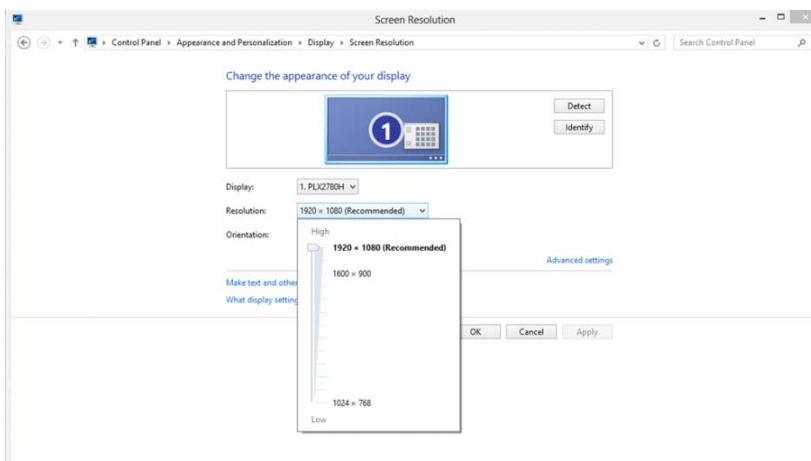 Screen Resolution
Control Panel Appearance and Personalization Display Screen Resolution
Search Control Panel
Change the appearance of your display
1
Detect
Identify
Display: 1. PLX2780H
Resolution: 1920 × 1080 (Recommended)
Orientation:
High
1920 × 1080 (Recommended)
1600 × 900
Advanced settings
Make text and other
What display setting
OK Cancel Apply
1024 × 768
Low